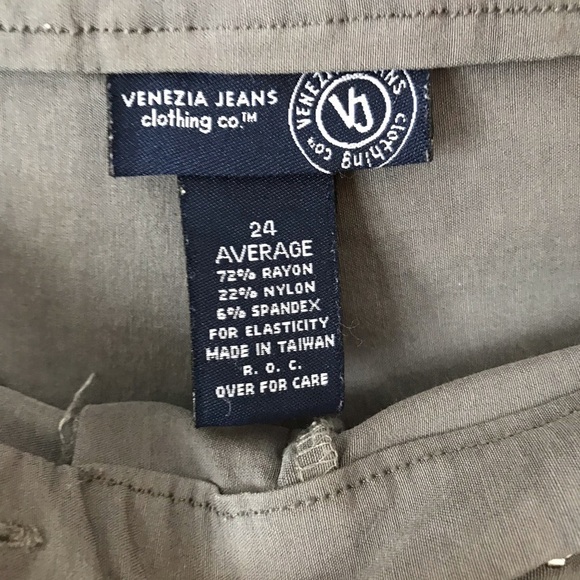 VENEZIA JEANS
clothing co.™
VENEZIA JEANS clothing co™
VJ
24
AVERAGE
72% RAYON
22% NYLON
6% SPANDEX
FOR ELASTICITY
MADE IN TAIWAN
R. O. C.
OVER FOR CARE